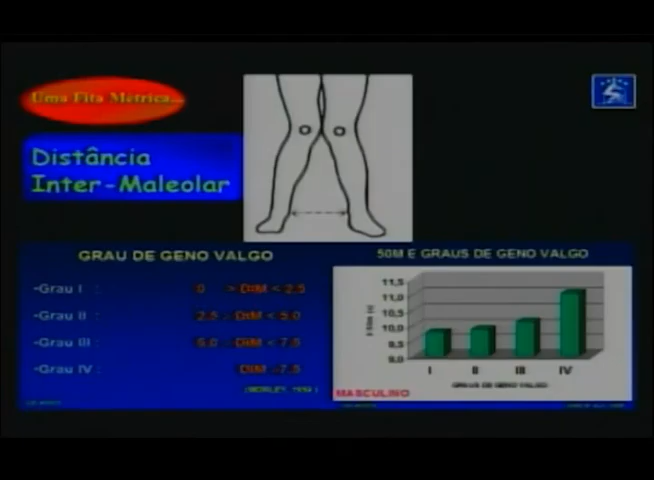 Uma Fita Métrica...
Distância
Inter-Maleolar
GRAU DE GENO VALGO
•Grau I : 0 > DIM < 2,5
•Grau II : 2,5 DIM < 5,0
•Grau III : 5,0 DIM < 7,5
•Grau IV : DIM 7,5
50M E GRAUS DE GENO VALGO
11,5
11,0
10,5
10,0
9,5
9,0
I II III IV
GRAUS DE GENO VALGO
MASCULINO